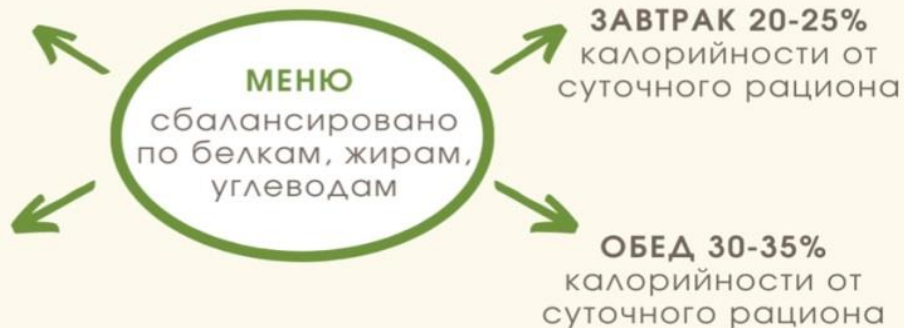 МЕНЮ
сбалансировано
по белкам, жирам,
углеводам
ЗАВТРАК 20-25%
калорийности от
суточного рациона
ОБЕД 30-35%
калорийности от
суточного рациона